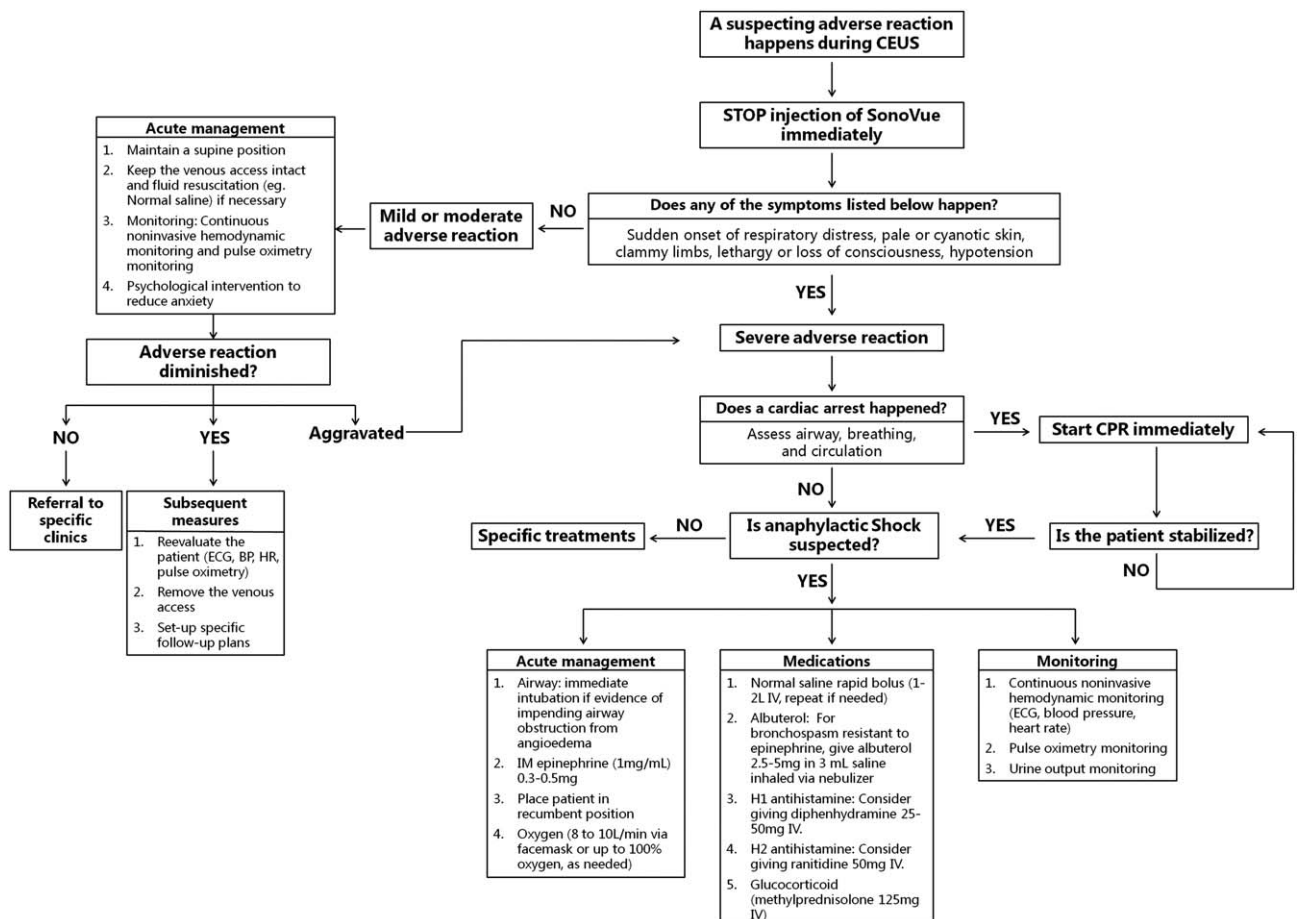 A suspecting adverse reaction
happens during CEUS
STOP injection of SonoVue
immediately
Does any of the symptoms listed below happen?
Sudden onset of respiratory distress, pale or cyanotic skin,
clammy limbs, lethargy or loss of consciousness, hypotension
NO
Mild or moderate
adverse reaction
Acute management
1. Maintain a supine position
2. Keep the venous access intact
and fluid resuscitation (eg.
Normal saline) if necessary
3. Monitoring: Continuous
noninvasive hemodynamic
monitoring and pulse oximetry
monitoring
4. Psychological intervention to
reduce anxiety
Adverse reaction
diminished?
NO
YES
Aggravated
Referral to
specific
clinics
Subsequent
measures
1. Reevaluate the
patient (ECG, BP, HR,
pulse oximetry)
2. Remove the venous
access
3. Set-up specific
follow-up plans
YES
Severe adverse reaction
Does a cardiac arrest happened?
Assess airway, breathing,
and circulation
YES
Start CPR immediately
Is the patient stabilized?
NO
YES
NO
Is anaphylactic Shock
suspected?
NO
Specific treatments
YES
Acute management
1. Airway: immediate
intubation if evidence of
impending airway
obstruction from
angioedema
2. IM epinephrine (1mg/mL)
0.3-0.5mg
3. Place patient in
recumbent position
4. Oxygen (8 to 10L/min via
facemask or up to 100%
oxygen, as needed)
Medications
1. Normal saline rapid bolus (1-
2L IV, repeat if needed)
2. Albuterol: For
bronchospasm resistant to
epinephrine, give albuterol
2.5-5mg in 3 mL saline
inhaled via nebulizer
3. H1 antihistamine: Consider
giving diphenhydramine 25-
50mg IV.
4. H2 antihistamine: Consider
giving ranitidine 50mg IV.
5. Glucocorticoid
(methylprednisolone 125mg
IV)
Monitoring
1. Continuous noninvasive
hemodynamic monitoring
(ECG, blood pressure,
heart rate)
2. Pulse oximetry monitoring
3. Urine output monitoring